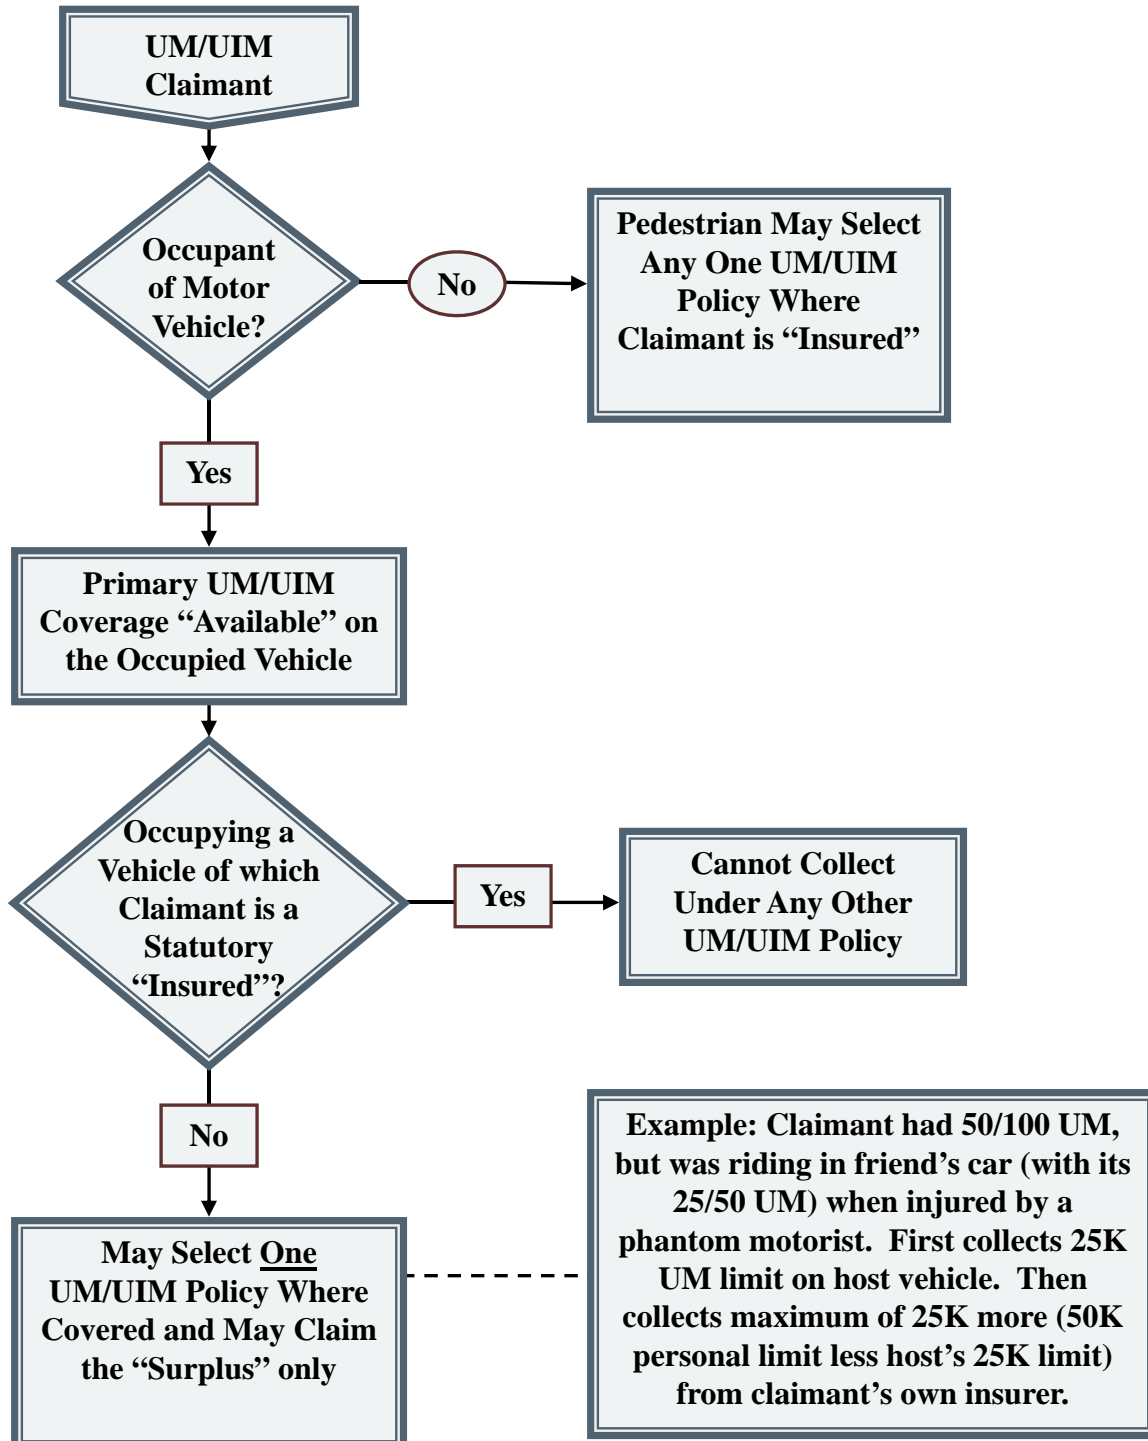 UM/UIM
Claimant
Occupant
of Motor
Vehicle?
No
Pedestrian May Select
Any One UM/UIM
Policy Where
Claimant is “Insured”
Yes
Primary UM/UIM
Coverage “Available” on
the Occupied Vehicle
Occupying a
Vehicle of which
Claimant is a
Statutory
“Insured”?
Yes
Cannot Collect
Under Any Other
UM/UIM Policy
No
May Select One
UM/UIM Policy Where
Covered and May Claim
the “Surplus” only
Example: Claimant had 50/100 UM,
but was riding in friend’s car (with its
25/50 UM) when injured by a
phantom motorist.  First collects 25K
UM limit on host vehicle.  Then
collects maximum of 25K more (50K
personal limit less host’s 25K limit)
from claimant’s own insurer.